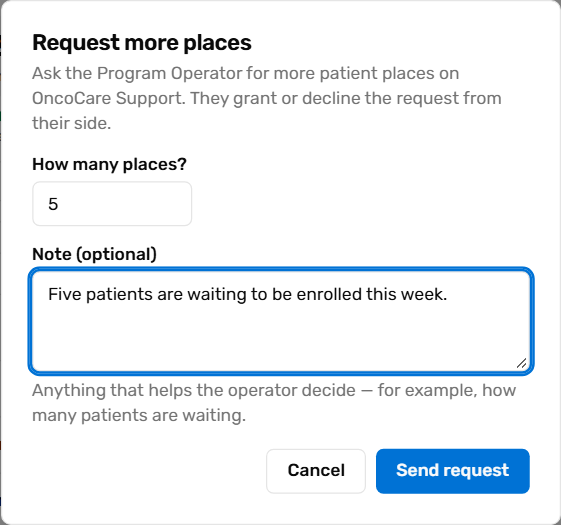 Request more places
Ask the Program Operator for more patient places on
OncoCare Support. They grant or decline the request from
their side.
How many places?
5
Note (optional)
Five patients are waiting to be enrolled this week.
Anything that helps the operator decide — for example, how
many patients are waiting.
Cancel
Send request